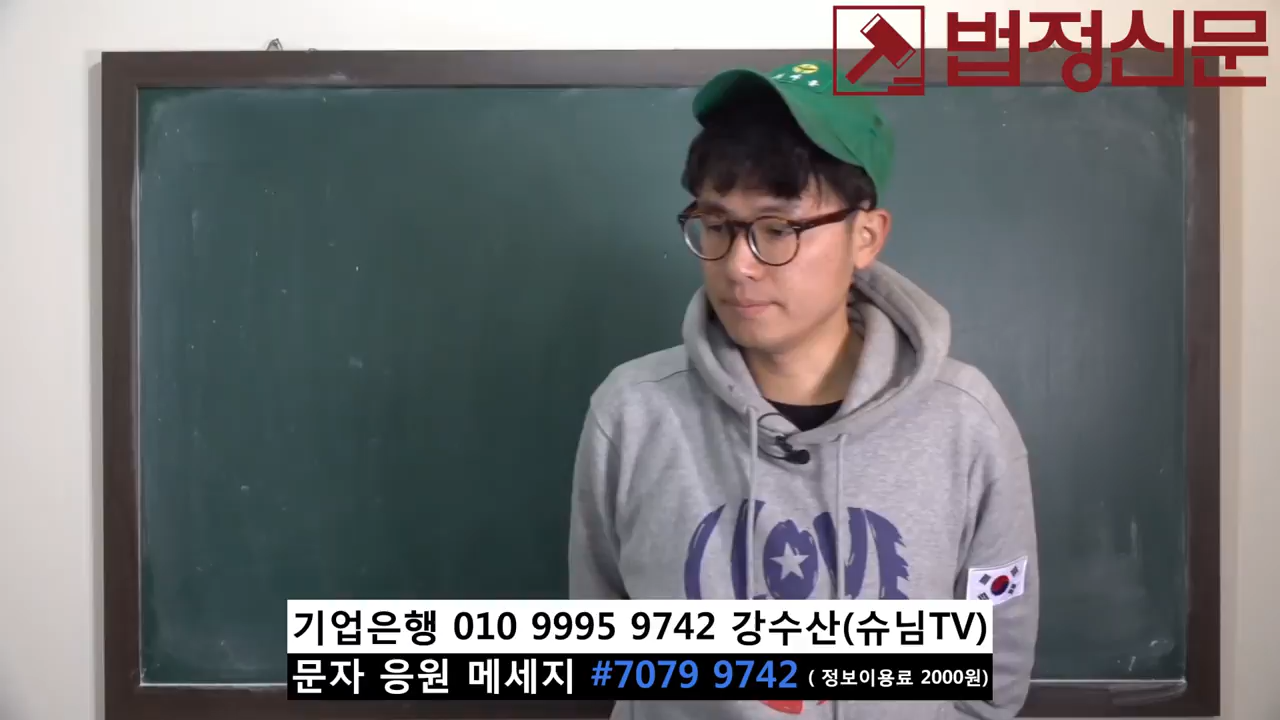 법정신문
LOVE
기업은행 010 9995 9742 강수산(슈님TV)
문자 응원 메세지 #7079 9742 ( 정보이용료 2000원)